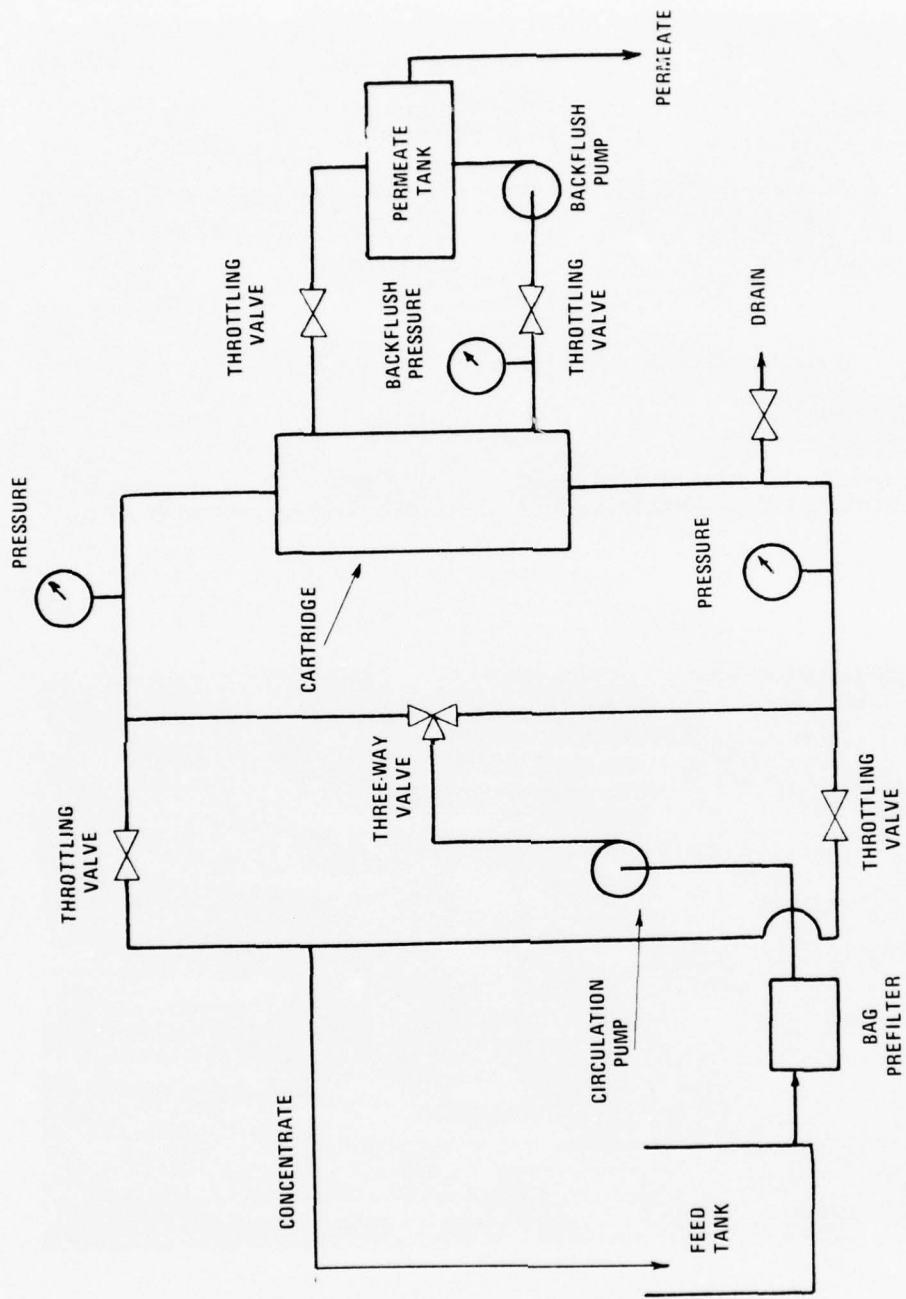 PRESSURE
THROTTLING
VALVE
THROTTLING
VALVE
PERMEATE
TANK
PERMEATE
BACKFLUSH
PRESSURE
BACKFLUSH
PUMP
THROTTLING
VALVE
CARTRIDGE
CONCENTRATE
THREE-WAY
VALVE
PRESSURE
DRAIN
CIRCULATION
PUMP
FEED
TANK
BAG
PREFILTER
THROTTLING
VALVE